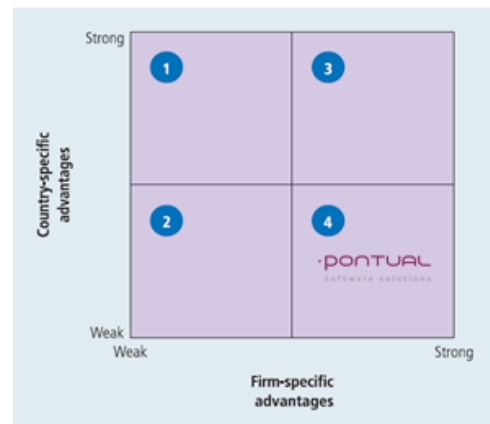 Strong
1
3
Country-specific
advantages
2
4
PONTUAL
software solutions
Weak
Weak
Strong
Firm-specific
advantages